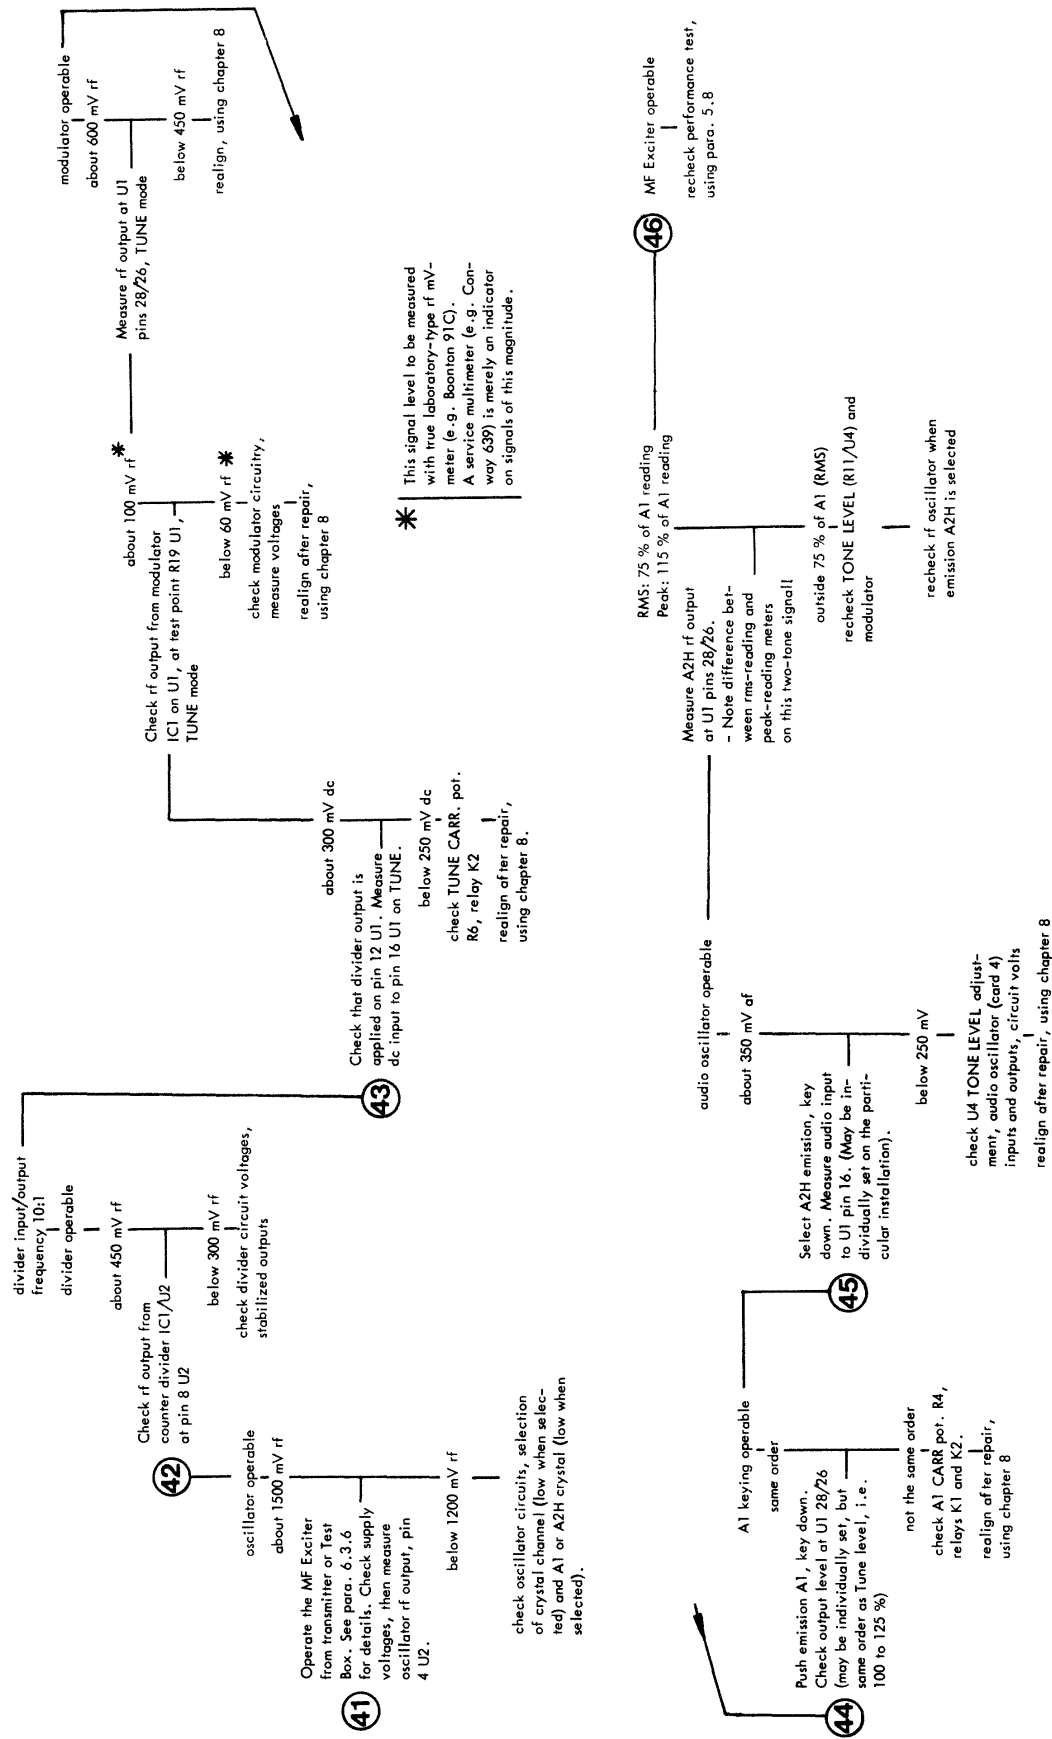 41
Operate the MF Exciter
from transmitter or Test
Box. See para. 6.3.6
for details. Check supply
voltages, then measure
oscillator rf output, pin
4 U2.
oscillator operable
about 1500 mV rf
below 1200 mV rf
check oscillator circuits, selection
of crystal channel (low when selec-
ted) and A1 or A2H crystal (low when
selected).
42
Check rf output from
counter divider IC1/U2
at pin 8 U2
divider input/output
frequency 10:1
divider operable
about 450 mV rf
below 300 mV rf
check divider circuit voltages,
stabilized outputs
43
Check that divider output is
applied on pin 12 U1. Measure
dc input to pin 16 U1 on TUNE.
about 300 mV dc
below 250 mV dc
check TUNE CARR. pot.
R6, relay K2
realign after repair,
using chapter 8.
Check rf output from modulator
IC1 on U1, at test point R19 U1,
TUNE mode
about 100 mV rf *
below 60 mV rf *
check modulator circuitry,
measure voltages
realign after repair,
using chapter 8
Measure rf output at U1
pins 28/26, TUNE mode
modulator operable
about 600 mV rf
below 450 mV rf
realign, using chapter 8
* This signal level to be measured
with true laboratory-type rf mV-
meter (e.g. Boonton 91C).
A service multimeter (e.g. Con-
way 639) is merely an indicator
on signals of this magnitude.
44
Push emission A1, key down.
Check output level at U1 28/26
(may be individually set, but
same order as Tune level, i.e.
100 to 125 %)
A1 keying operable
same order
not the same order
check A1 CARR pot. R4,
relays K1 and K2.
realign after repair,
using chapter 8
45
Select A2H emission, key
down. Measure audio input
to U1 pin 16. (May be in-
dividually set on the parti-
cular installation).
audio oscillator operable
about 350 mV af
below 250 mV
check U4 TONE LEVEL adjust-
ment, audio oscillator (card 4)
inputs and outputs, circuit volts
realign after repair, using chapter 8
Measure A2H rf output
at U1 pins 28/26.
- Note difference bet-
ween rms-reading and
peak-reading meters
on this two-tone signal!
RMS: 75 % of A1 reading
Peak: 115 % of A1 reading
outside 75 % of A1 (RMS)
recheck TONE LEVEL (R11/U4) and
modulator
recheck rf oscillator when
emission A2H is selected
46
MF Exciter operable
recheck performance test,
using para. 5.8